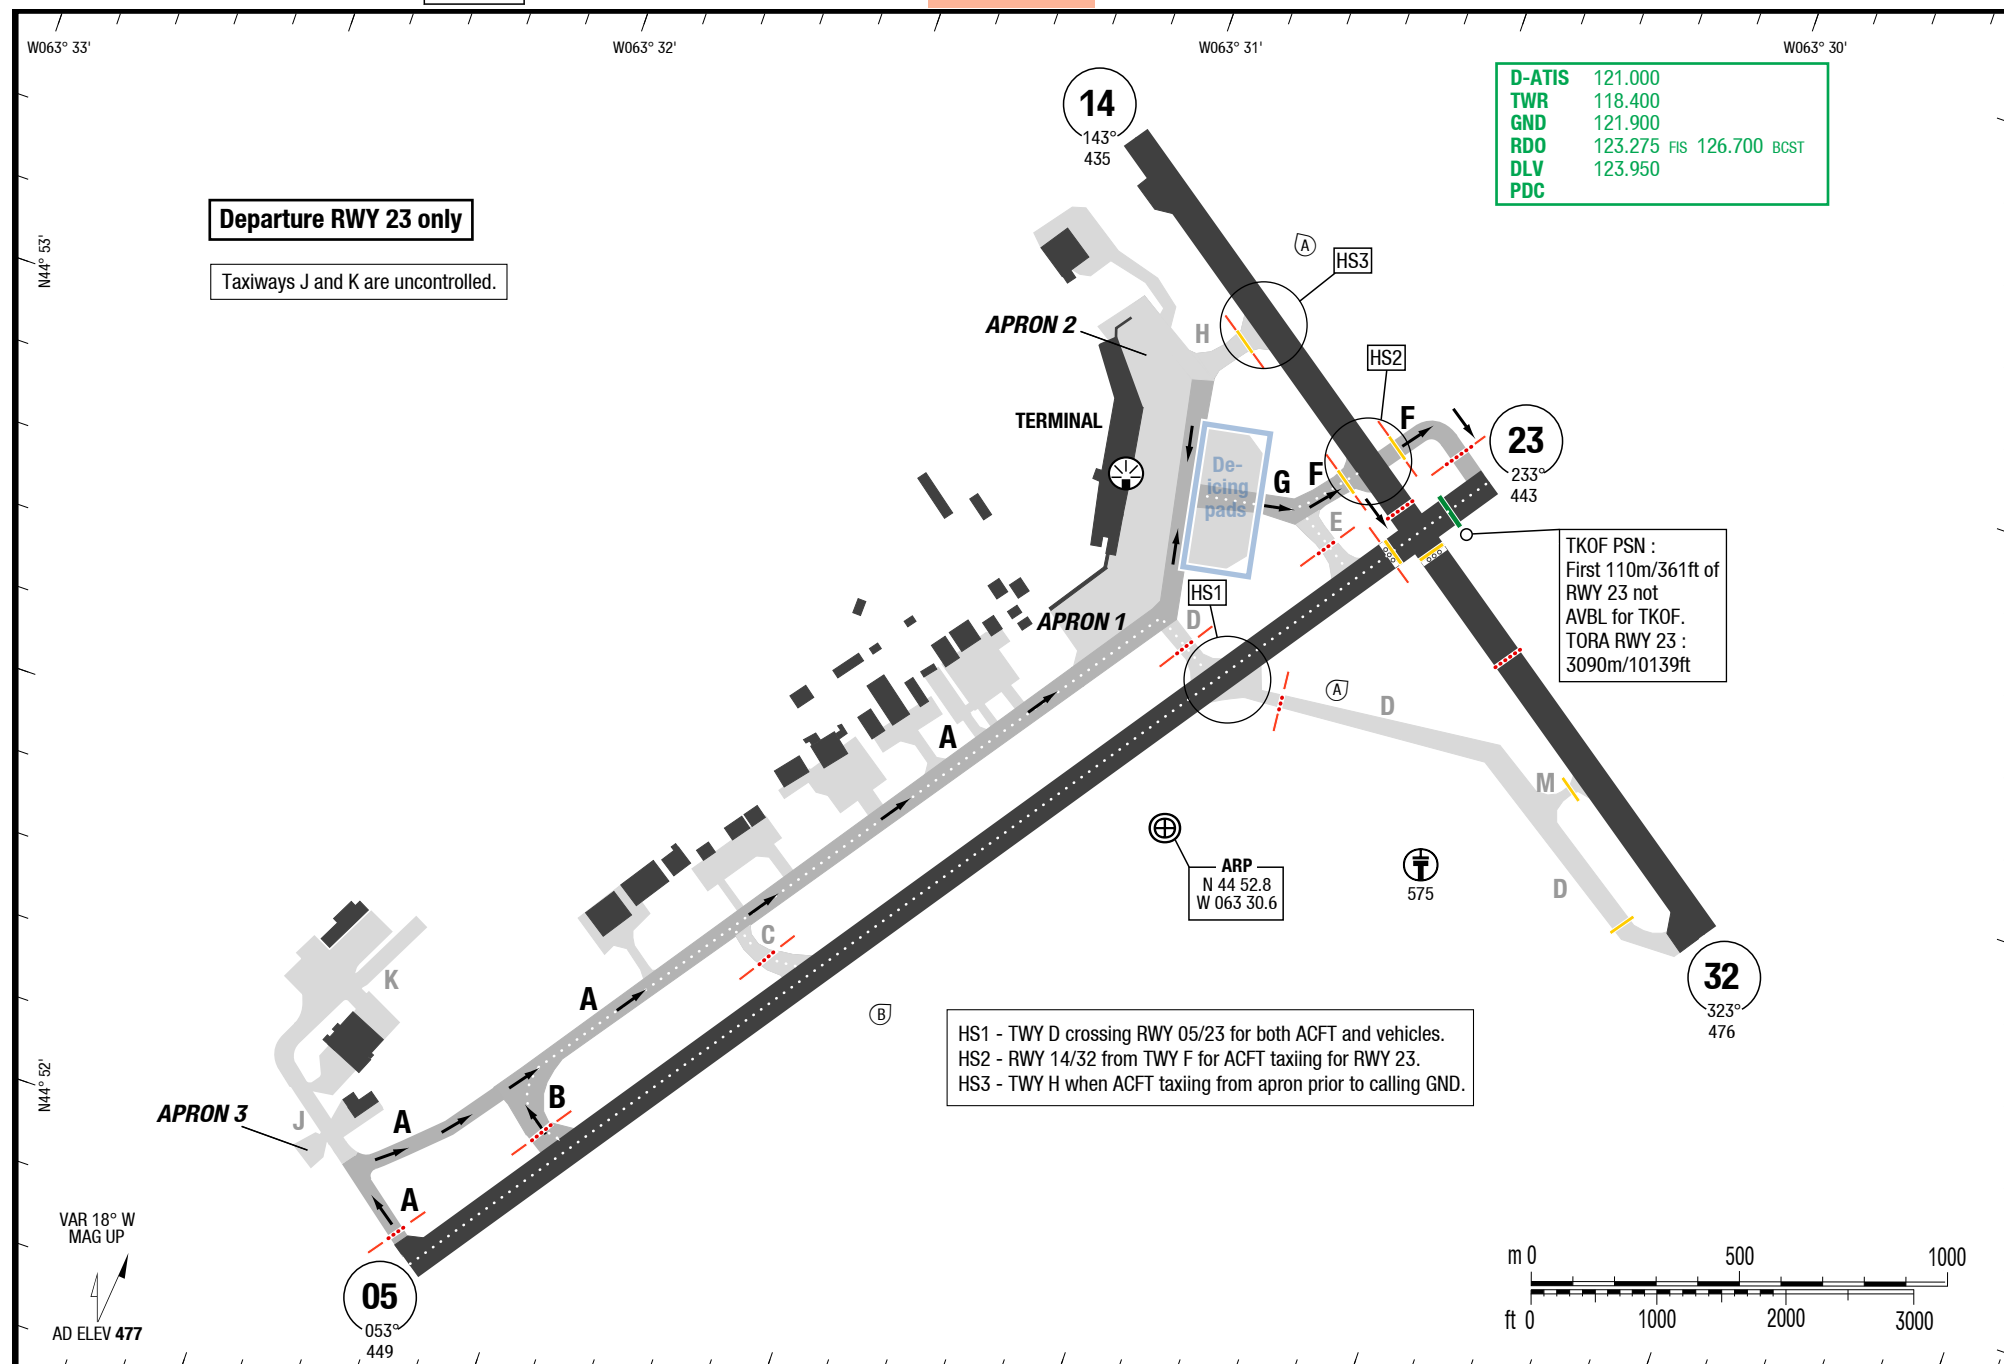 W063° 33'
W063° 32'
W063° 31'
W063° 30'
D-ATIS 121.000
TWR 118.400
GND 121.900
RDO 123.275 FIS 126.700 BCST
DLV 123.950
PDC
14
143°
435
Departure RWY 23 only
Taxiways J and K are uncontrolled.
N44° 53'
A
HS3
APRON 2
H
HS2
TERMINAL
F
23
233°
443
De-
icing
pads
G
F
E
TKOF PSN :
First 110m/361ft of
RWY 23 not
AVBL for TKOF.
TORA RWY 23 :
3090m/10139ft
HS1
APRON 1
D
A
D
A
M
ARP
N 44 52.8
W 063 30.6
575
D
C
K
A
B
32
323°
476
HS1 - TWY D crossing RWY 05/23 for both ACFT and vehicles.
HS2 - RWY 14/32 from TWY F for ACFT taxiing for RWY 23.
HS3 - TWY H when ACFT taxiing from apron prior to calling GND.
N44° 52'
B
APRON 3
J
A
A
VAR 18° W
MAG UP
AD ELEV 477
05
053°
449
m 0 500 1000
ft 0 1000 2000 3000